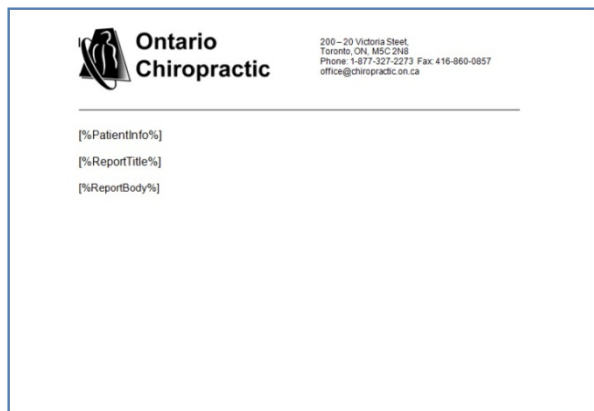 Ontario
Chiropractic
200 – 20 Victoria Steet,
Toronto, ON, M5C 2N8
Phone: 1-877-327-2273 Fax: 416-860-0857
office@chiropractic.on.ca
[%PatientInfo%]
[%ReportTitle%]
[%ReportBody%]